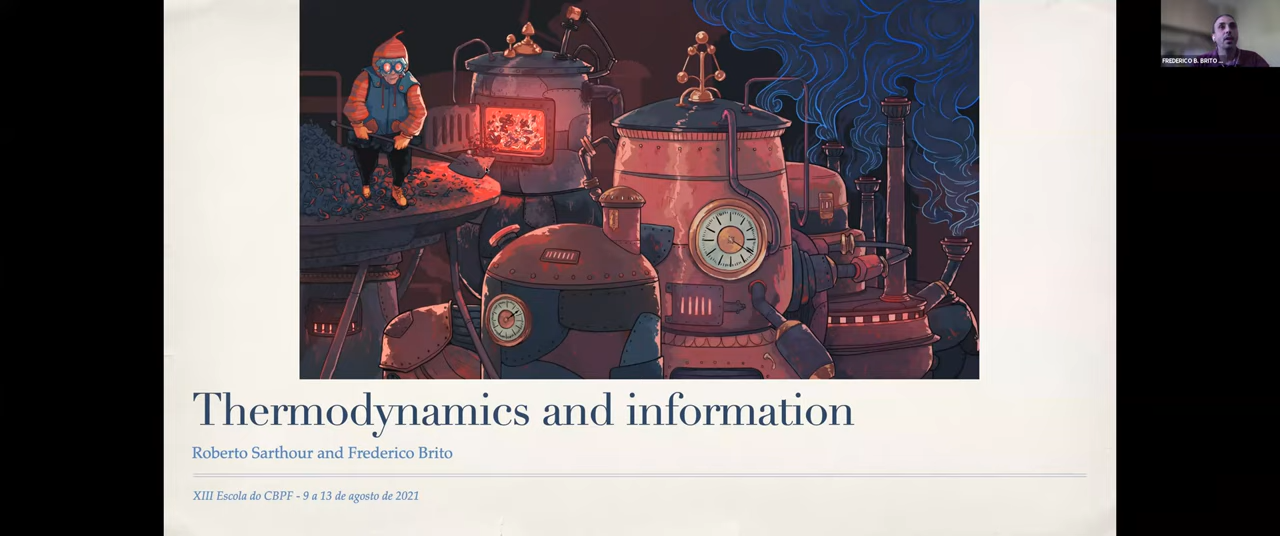 FREDERICO B. BRITO ...
Thermodynamics and information
Roberto Sarthour and Frederico Brito
XIII Escola do CBPF - 9 a 13 de agosto de 2021